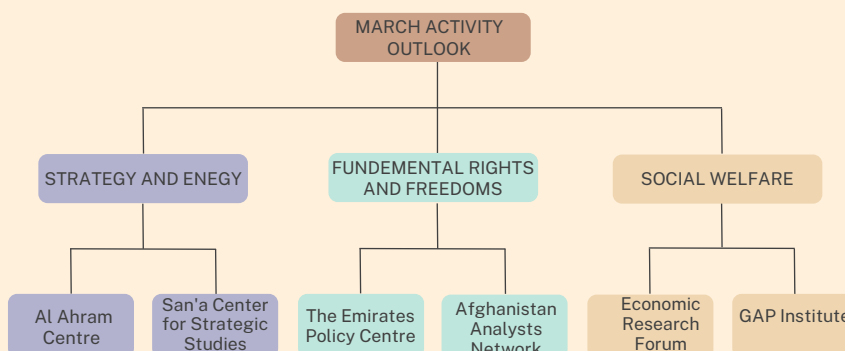 MARCH ACTIVITY
OUTLOOK
STRATEGY AND ENEGY
FUNDEMENTAL RIGHTS
AND FREEDOMS
SOCIAL WELFARE
Al Ahram
Centre
San'a Center
for Strategic
Studies
The Emirates
Policy Centre
Afghanistan
Analysts
Network
Economic
Research
Forum
GAP Institute